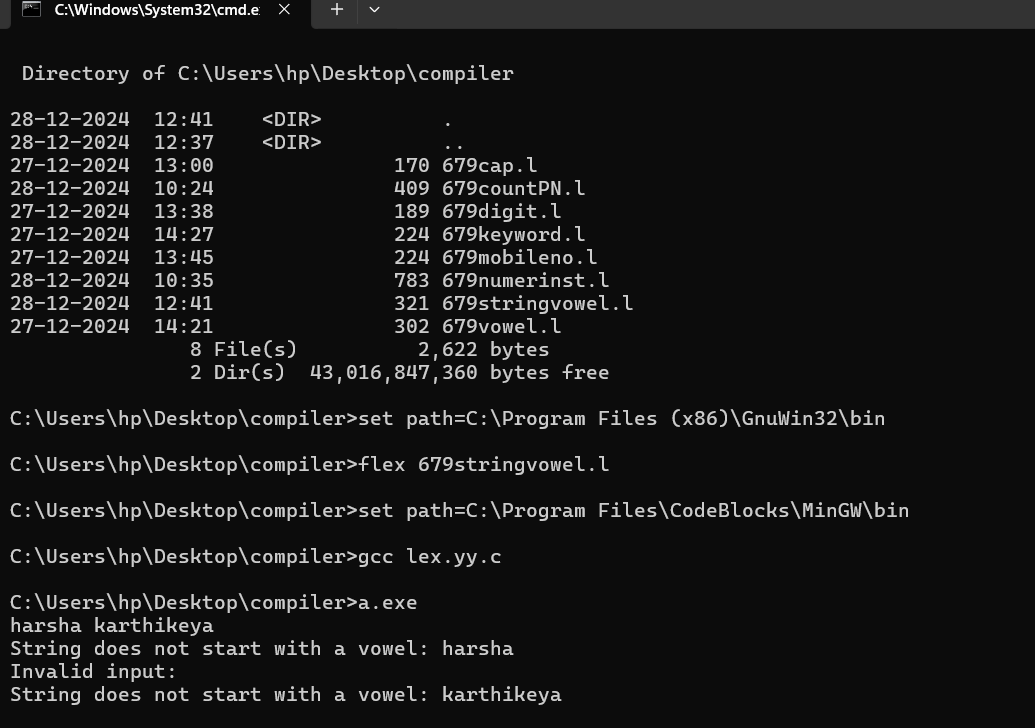 C:\Windows\System32\cmd.e
Directory of C:\Users\hp\Desktop\compiler
28-12-2024  12:41    <DIR>          .
28-12-2024  12:37    <DIR>          ..
27-12-2024  13:00               170 679cap.l
28-12-2024  10:24               409 679countPN.l
27-12-2024  13:38               189 679digit.l
27-12-2024  14:27               224 679keyword.l
27-12-2024  13:45               224 679mobileno.l
28-12-2024  10:35               783 679numerinst.l
28-12-2024  12:41               321 679stringvowel.l
27-12-2024  14:21               302 679vowel.l
8 File(s)          2,622 bytes
2 Dir(s)  43,016,847,360 bytes free
C:\Users\hp\Desktop\compiler>set path=C:\Program Files (x86)\GnuWin32\bin
C:\Users\hp\Desktop\compiler>flex 679stringvowel.l
C:\Users\hp\Desktop\compiler>set path=C:\Program Files\CodeBlocks\MinGW\bin
C:\Users\hp\Desktop\compiler>gcc lex.yy.c
C:\Users\hp\Desktop\compiler>a.exe
harsha karthikeya
String does not start with a vowel: harsha
Invalid input:
String does not start with a vowel: karthikeya